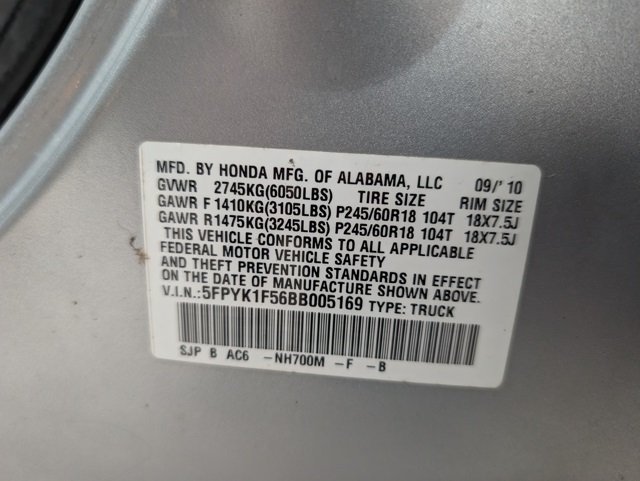 MFD. BY HONDA MFG. OF ALABAMA, LLC 09/'10
GVWR 2745KG(6050LBS) TIRE SIZE RIM SIZE
GAWR F 1410KG(3105LBS) P245/60R18 104T 18X7.5J
GAWR R1475KG(3245LBS) P245/60R18 104T 18X7.5J
THIS VEHICLE CONFORMS TO ALL APPLICABLE
FEDERAL MOTOR VEHICLE SAFETY
AND THEFT PREVENTION STANDARDS IN EFFECT
ON THE DATE OF MANUFACTURE SHOWN ABOVE.
V.I.N.:5FPYK1F56BB005169 TYPE: TRUCK
SJP B AC6 -NH700M -F -B